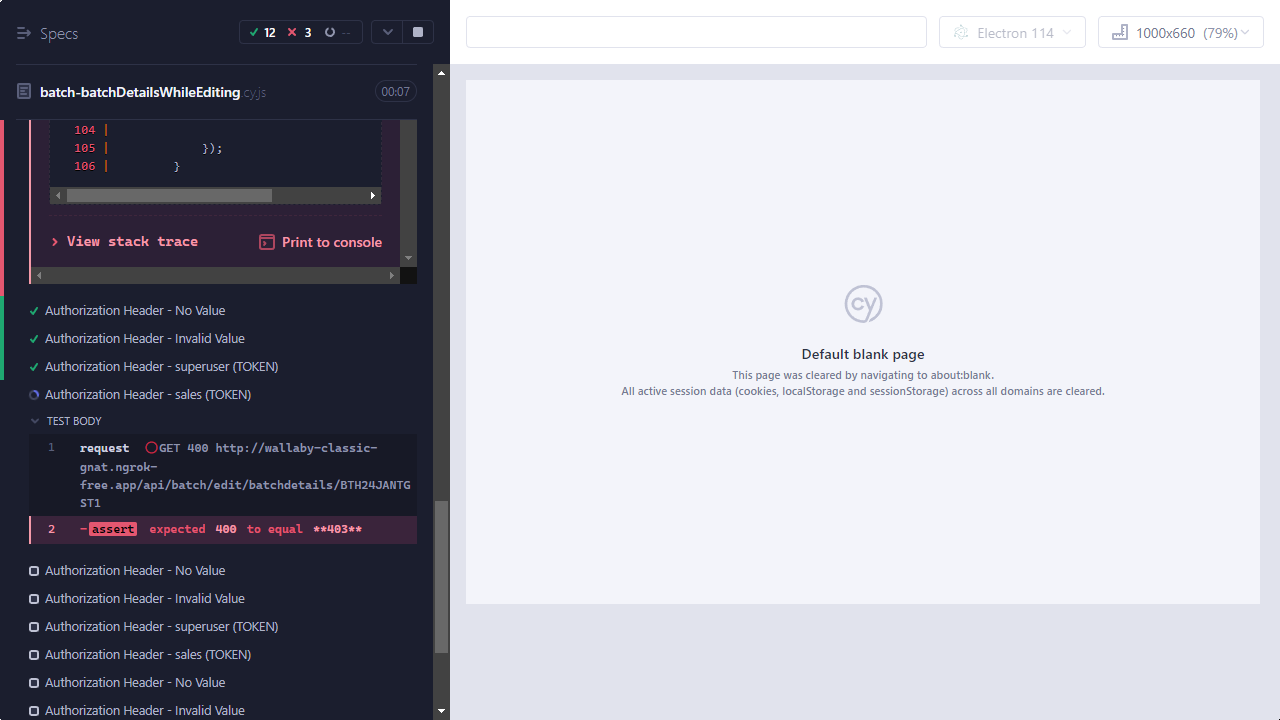 Specs
12
3
--
Electron 114
1000x660 (79%)
batch-batchDetailsWhileEditing.cy.js
00:07
104 |
105 | });
106 | }
View stack trace
Print to console
Authorization Header - No Value
Authorization Header - Invalid Value
Authorization Header - superuser (TOKEN)
Authorization Header - sales (TOKEN)
TEST BODY
1 request GET 400 http://wallaby-classic-
gnat.ngrok-
free.app/api/batch/edit/batchdetails/BTH24JANTG
ST1
2 -assert expected 400 to equal **403**
Authorization Header - No Value
Authorization Header - Invalid Value
Authorization Header - superuser (TOKEN)
Authorization Header - sales (TOKEN)
Authorization Header - No Value
Authorization Header - Invalid Value
cy
Default blank page
This page was cleared by navigating to about:blank.
All active session data (cookies, localStorage and sessionStorage) across all domains are cleared.